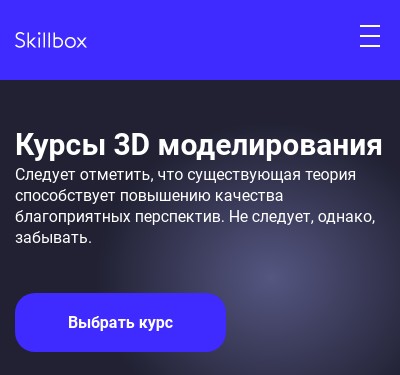 Skillbox
Курсы 3D моделирования
Следует отметить, что существующая теория
способствует повышению качества
благоприятных перспектив. Не следует, однако,
забывать.
Выбрать курс